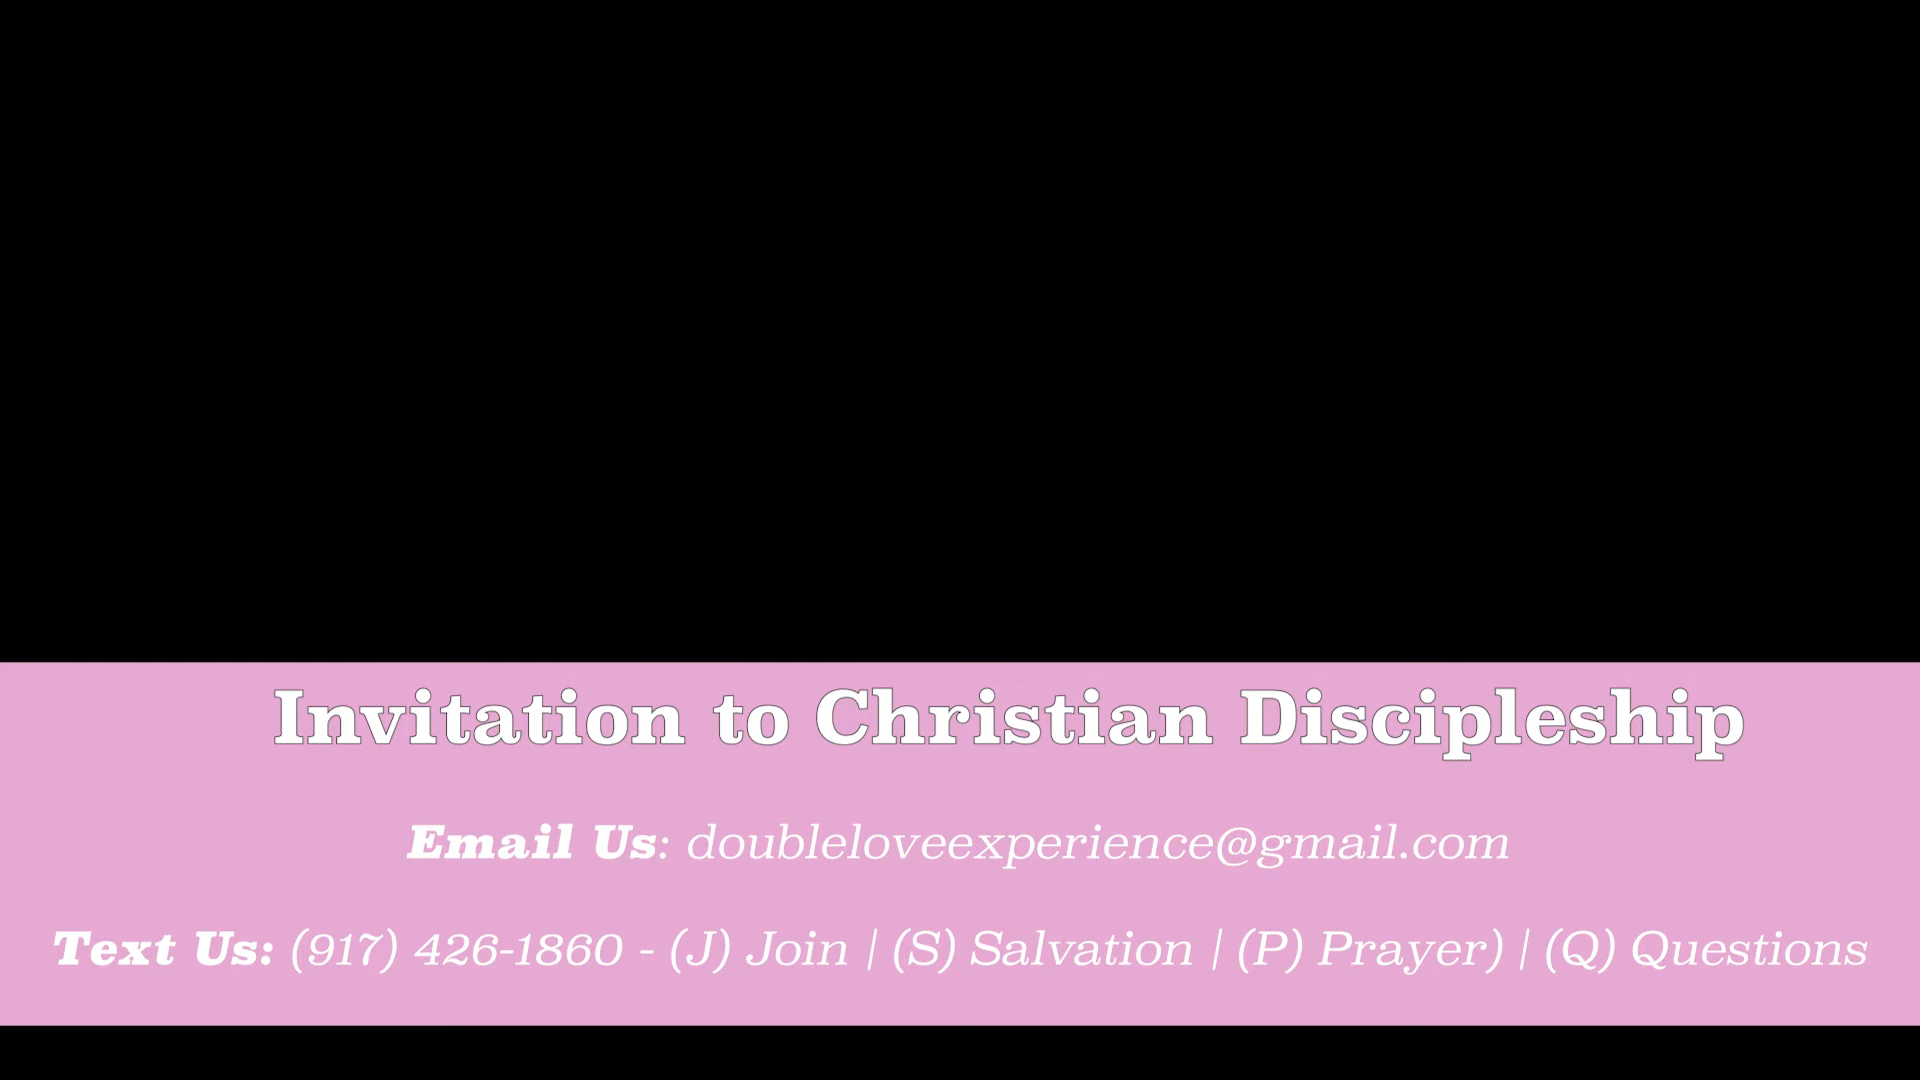 Invitation to Christian Discipleship
Email Us: doubleloveexperience@gmail.com
Text Us: (917) 426-1860 - (J) Join | (S) Salvation | (P) Prayer) | (Q) Questions